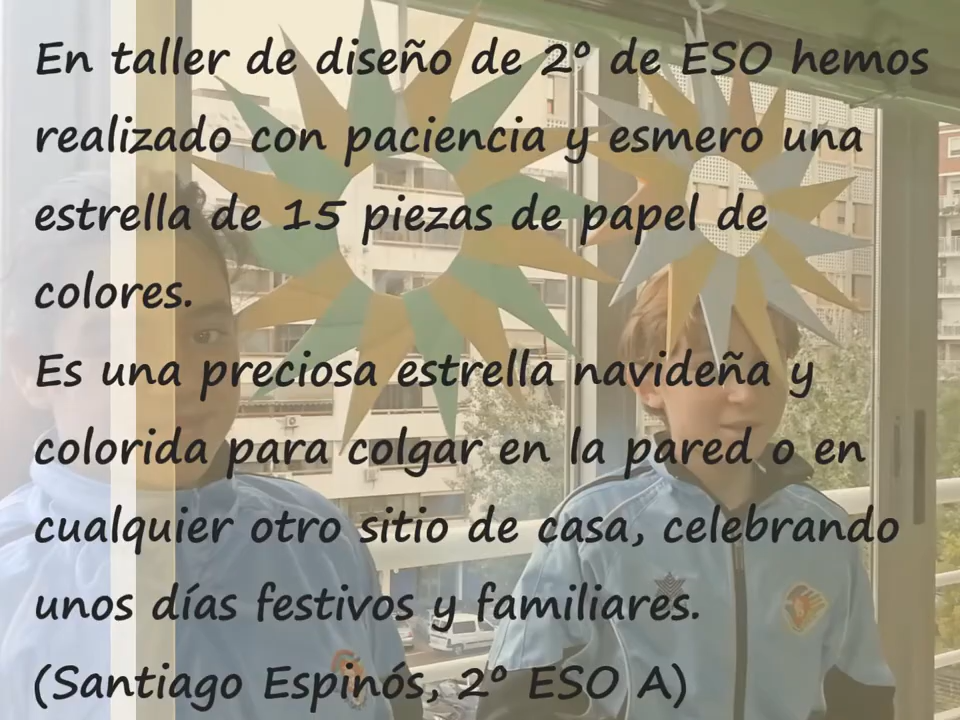 En taller de diseño de 2º de ESO hemos
realizado con paciencia y esmero una
estrella de 15 piezas de papel de
colores.
Es una preciosa estrella navideña y
colorida para colgar en la pared o en
cualquier otro sitio de casa, celebrando
unos días festivos y familiares.
(Santiago Espinós, 2º ESO A)